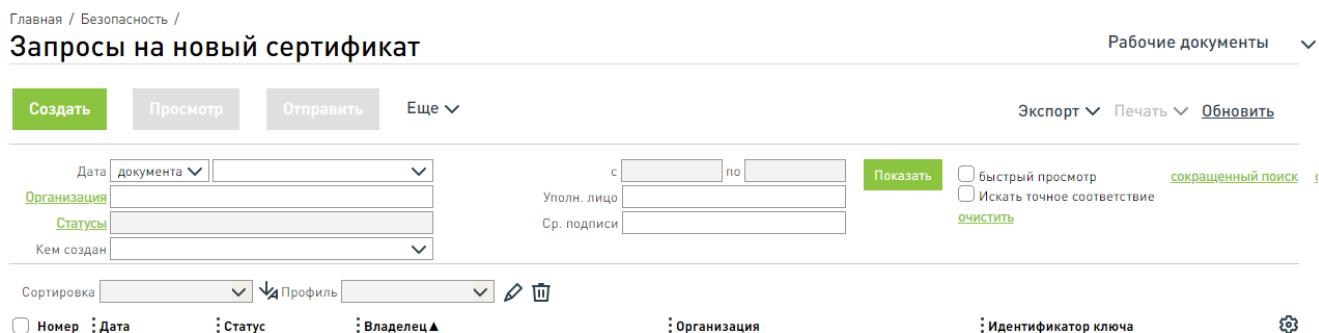 Главная / Безопасность /
Запросы на новый сертификат
Рабочие документы
Создать Просмотр Отправить Еще
Экспорт Печать Обновить
Дата документа с по Показать быстрый просмотр сокращенный поиск
Организация Уполн. лицо Искать точное соответствие
Статусы Ср. подписи очистить
Кем создан
Сортировка Профиль
Номер Дата Статус Владелец▲ Организация Идентификатор ключа